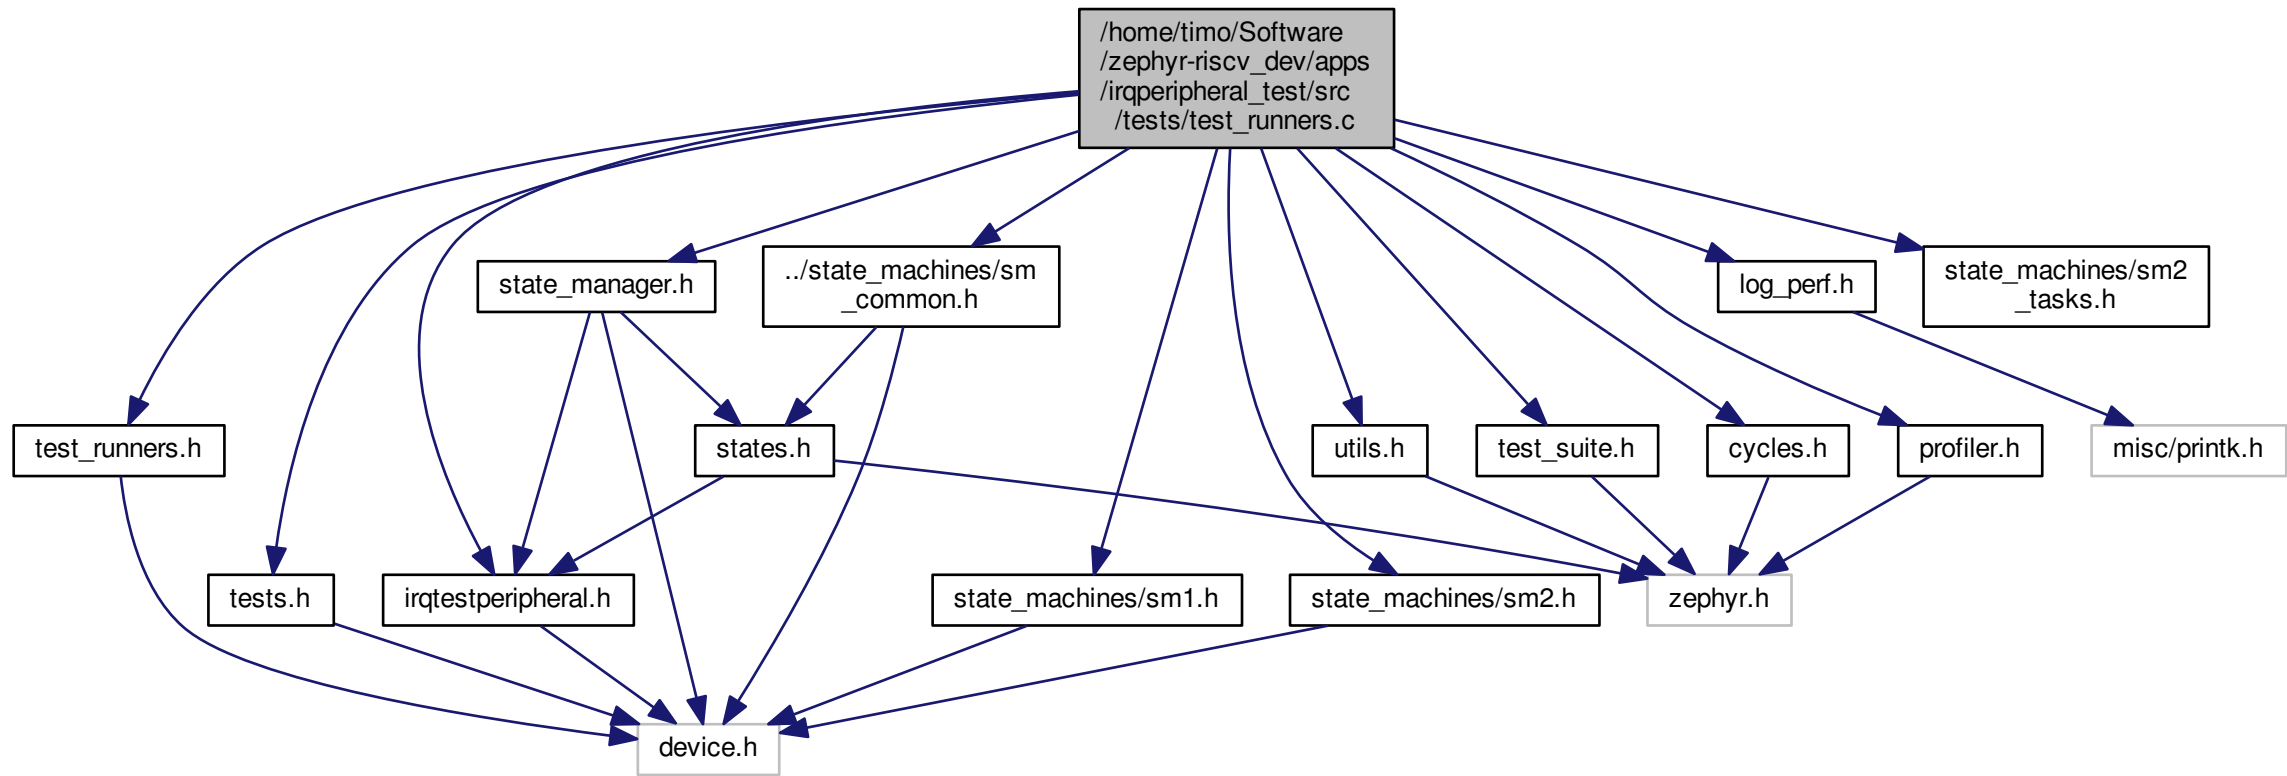 /home/timo/Software
/zephyr-riscv_dev/apps
/irqperipheral_test/src
/tests/test_runners.c
state_manager.h
../state_machines/sm
_common.h
log_perf.h
state_machines/sm2
_tasks.h
test_runners.h
states.h
utils.h
test_suite.h
cycles.h
profiler.h
misc/printk.h
tests.h
irqtestperipheral.h
state_machines/sm1.h
state_machines/sm2.h
zephyr.h
device.h